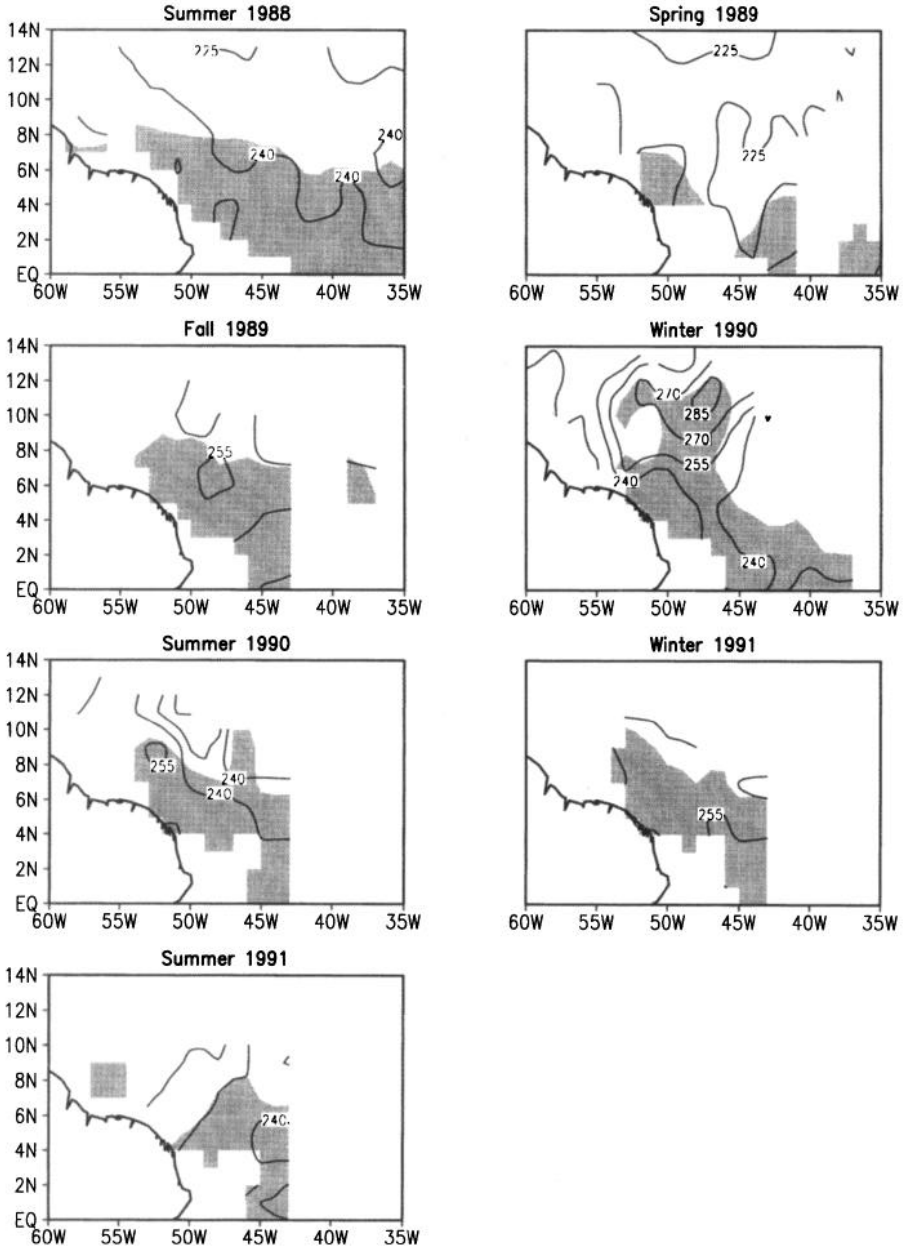 Summer 1988
14N
12N
10N
8N
6N
4N
2N
EQ
60W 55W 50W 45W 40W 35W
225
240
240
240
Spring 1989
60W 55W 50W 45W 40W 35W
225
225
Fall 1989
14N
12N
10N
8N
6N
4N
2N
EQ
60W 55W 50W 45W 40W 35W
255
Winter 1990
60W 55W 50W 45W 40W 35W
270
285
270
255
240
240
Summer 1990
14N
12N
10N
8N
6N
4N
2N
EQ
60W 55W 50W 45W 40W 35W
255
240
240
Winter 1991
60W 55W 50W 45W 40W 35W
255
Summer 1991
14N
12N
10N
8N
6N
4N
2N
EQ
60W 55W 50W 45W 40W 35W
240